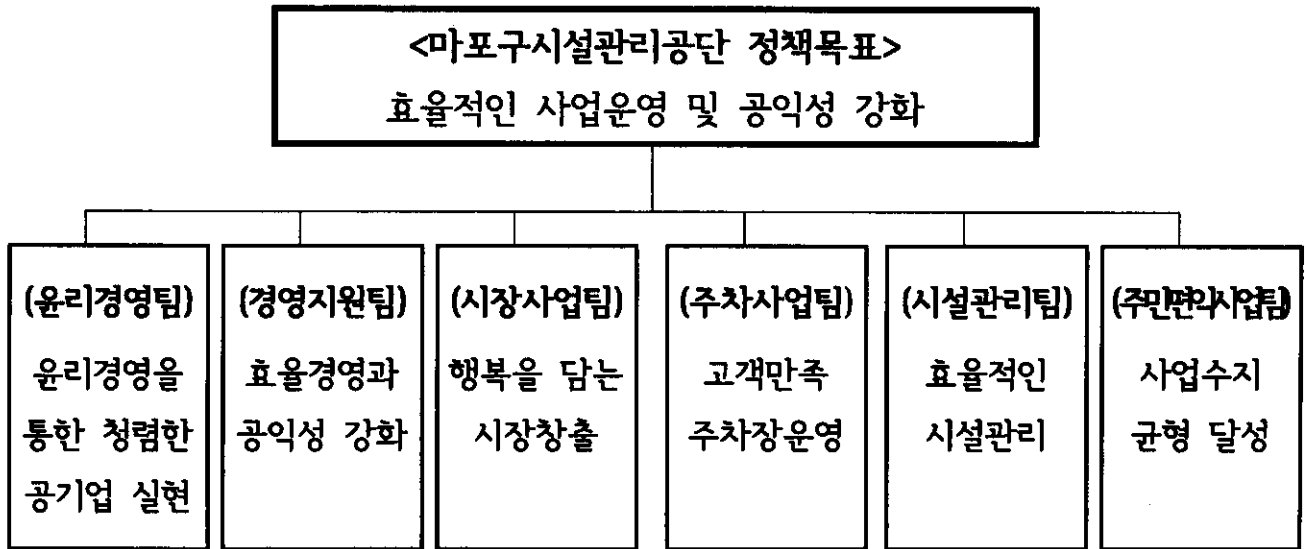 <마포구시설관리공단 정책목표>
효율적인 사업운영 및 공익성 강화
(윤리경영팀)
윤리경영을
통한 청렴한
공기업 실현
(경영지원팀)
효율경영과
공익성 강화
(시장사업팀)
행복을 담는
시장창출
(주차사업팀)
고객만족
주차장운영
(시설관리팀)
효율적인
시설관리
(주민편익사업팀)
사업수지
균형 달성